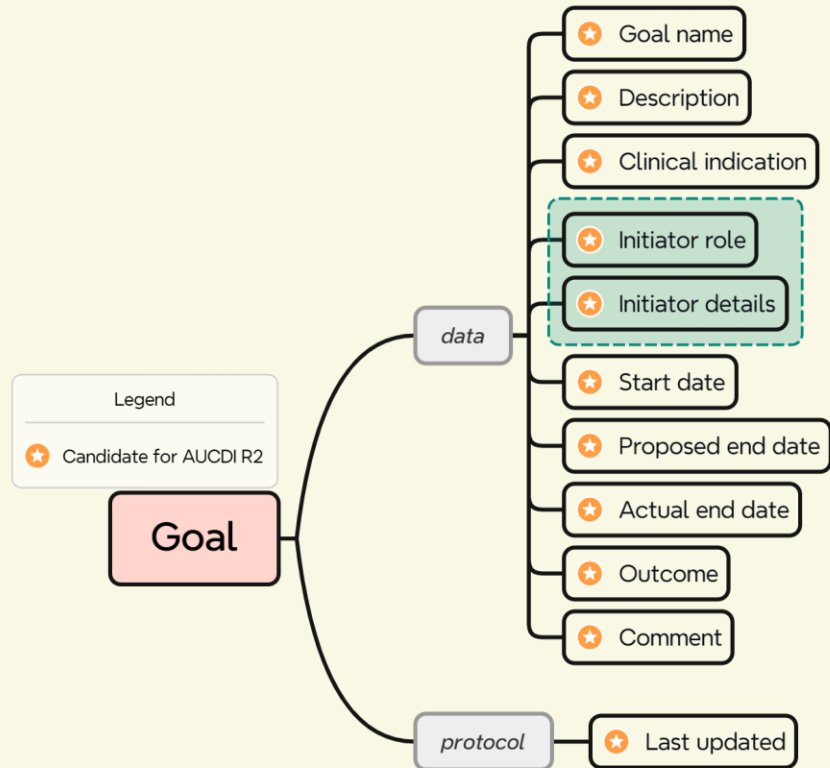 Goal name
Description
Clinical indication
Initiator role
Initiator details
data
Start date
Legend
Proposed end date
Candidate for AUCDI R2
Actual end date
Goal
Outcome
Comment
protocol
Last updated